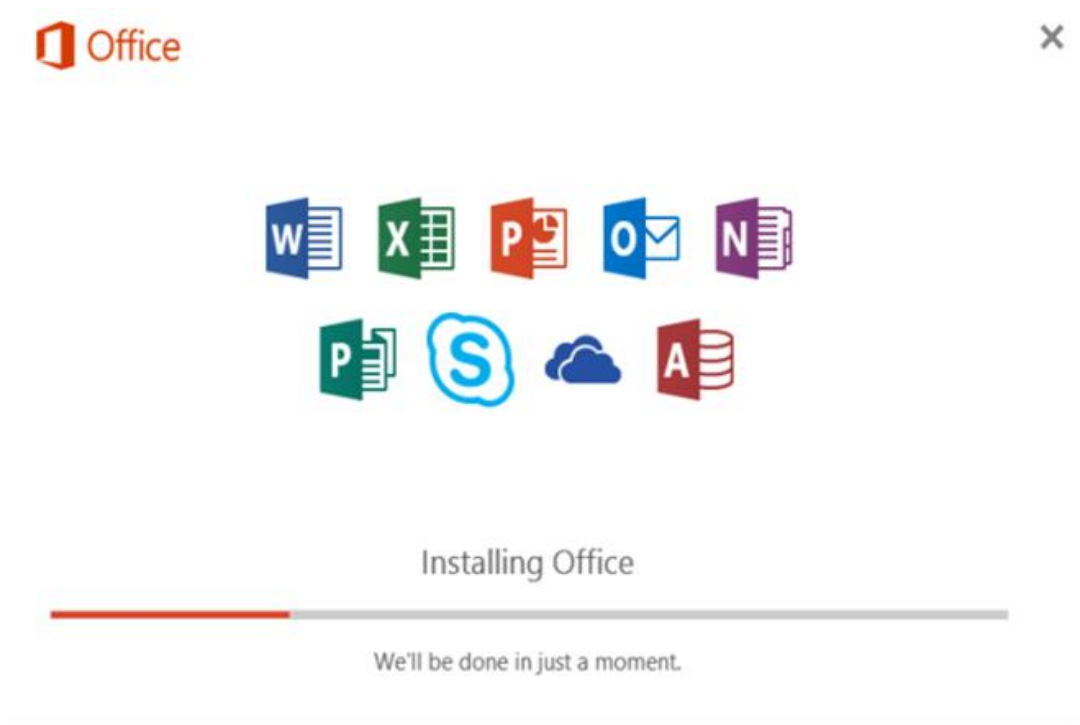 Office
W X P O N
P S A
Installing Office
We'll be done in just a moment.